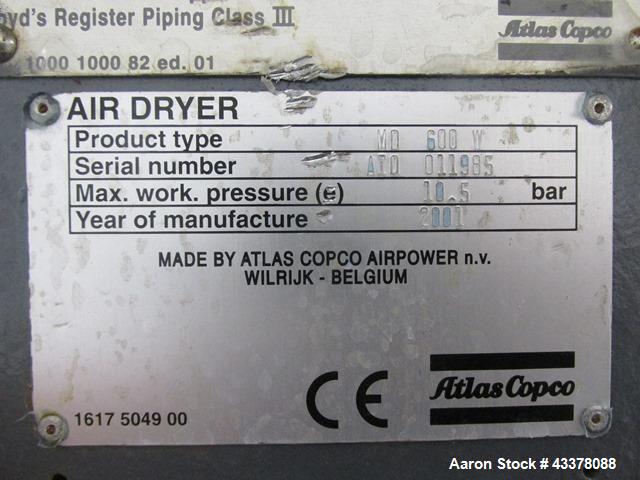 oyd's Register Piping Class III
Atlas Copco
1000 1000 82 ed. 01
AIR DRYER
Product type MD 600 W
Serial number ATD 011985
Max. work. pressure (e) 10.5 bar
Year of manufacture 2001
MADE BY ATLAS COPCO AIRPOWER n.v.
WILRIJK - BELGIUM
CE
Atlas Copco
1617 5049 00
Aaron Stock # 43378088